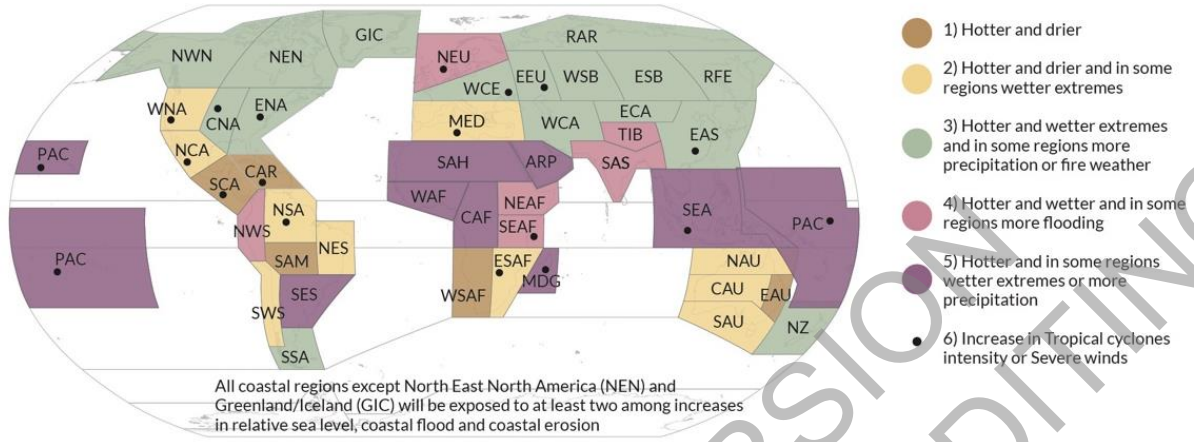 GIC
NWN
NEN
NEU
RAR
WCE
EEU
WSB
ESB
RFE
WNA
CNA
ENA
MED
WCA
ECA
TIB
EAS
PAC
NCA
SCA
CAR
SAH
ARP
SAS
WAF
CAF
NEAF
NWS
NSA
SEAF
SEA
PAC
PAC
SAM
NES
ESAF
MDG
NAU
SES
WSAF
CAU
EAU
SWS
SAU
NZ
SSA
All coastal regions except North East North America (NEN) and
Greenland/Iceland (GIC) will be exposed to at least two among increases
in relative sea level, coastal flood and coastal erosion
1) Hotter and drier
2) Hotter and drier and in some
regions wetter extremes
3) Hotter and wetter extremes
and in some regions more
precipitation or fire weather
4) Hotter and wetter and in some
regions more flooding
5) Hotter and in some regions
wetter extremes or more
precipitation
6) Increase in Tropical cyclones
intensity or Severe winds